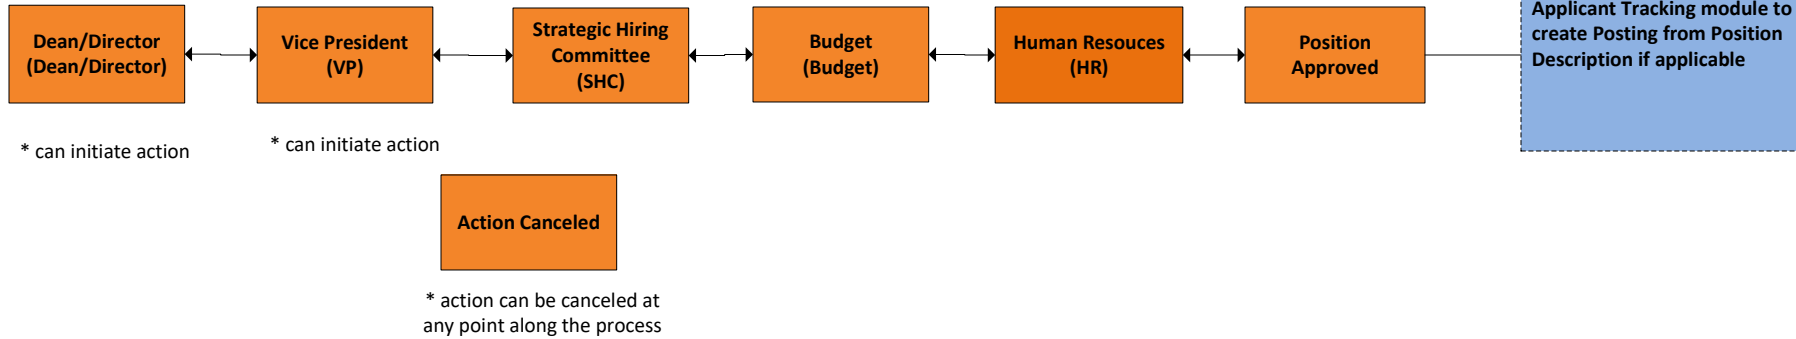 Dean/Director
(Dean/Director)
Vice President
(VP)
Strategic Hiring
Committee
(SHC)
Budget
(Budget)
Human Resouces
(HR)
Position
Approved
Applicant Tracking module to
create Posting from Position
Description if applicable
* can initiate action
* can initiate action
Action Canceled
* action can be canceled at
any point along the process